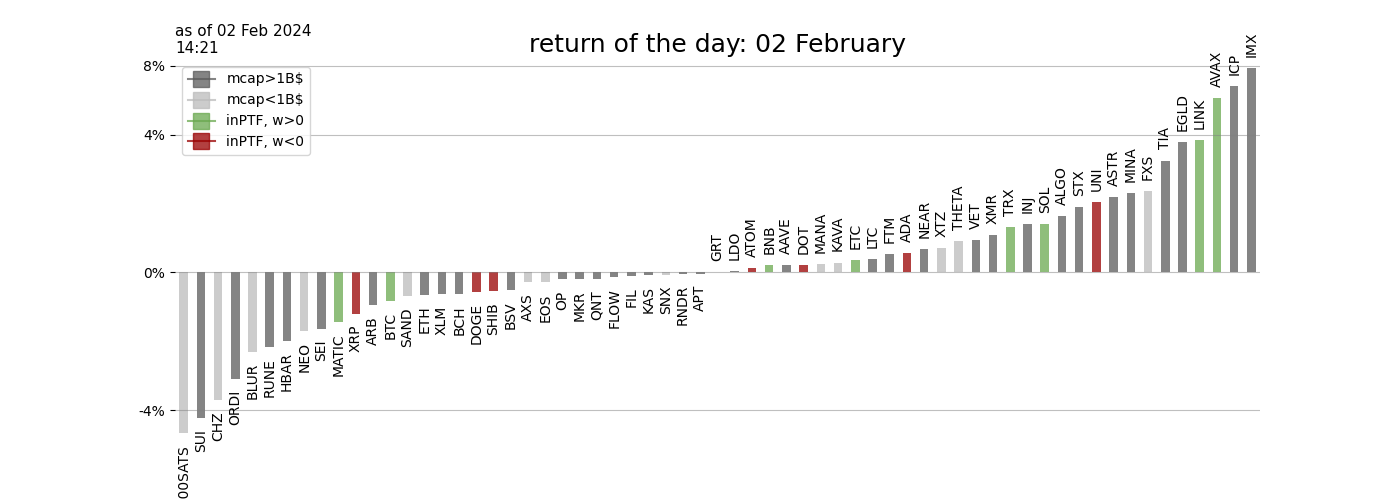 as of 02 Feb 2024
14:21
return of the day: 02 February
8%
4%
0%
-4%
mcap>1B$
mcap<1B$
inPTF, w>0
inPTF, w<0
00SATS
SUI
CHZ
ORDI
BLUR
RUNE
HBAR
NEO
SEI
MATIC
XRP
ARB
BTC
SAND
ETH
XLM
BCH
DOGE
SHIB
BSV
AXS
EOS
OP
MKR
QNT
FLOW
FIL
KAS
SNX
RNDR
APT
GRT
LDO
ATOM
BNB
AAVE
DOT
MANA
KAVA
ETC
LTC
FTM
ADA
NEAR
XTZ
THETA
VET
XMR
TRX
INJ
SOL
ALGO
STX
UNI
ASTR
MINA
FXS
TIA
EGLD
LINK
AVAX
ICP
IMX